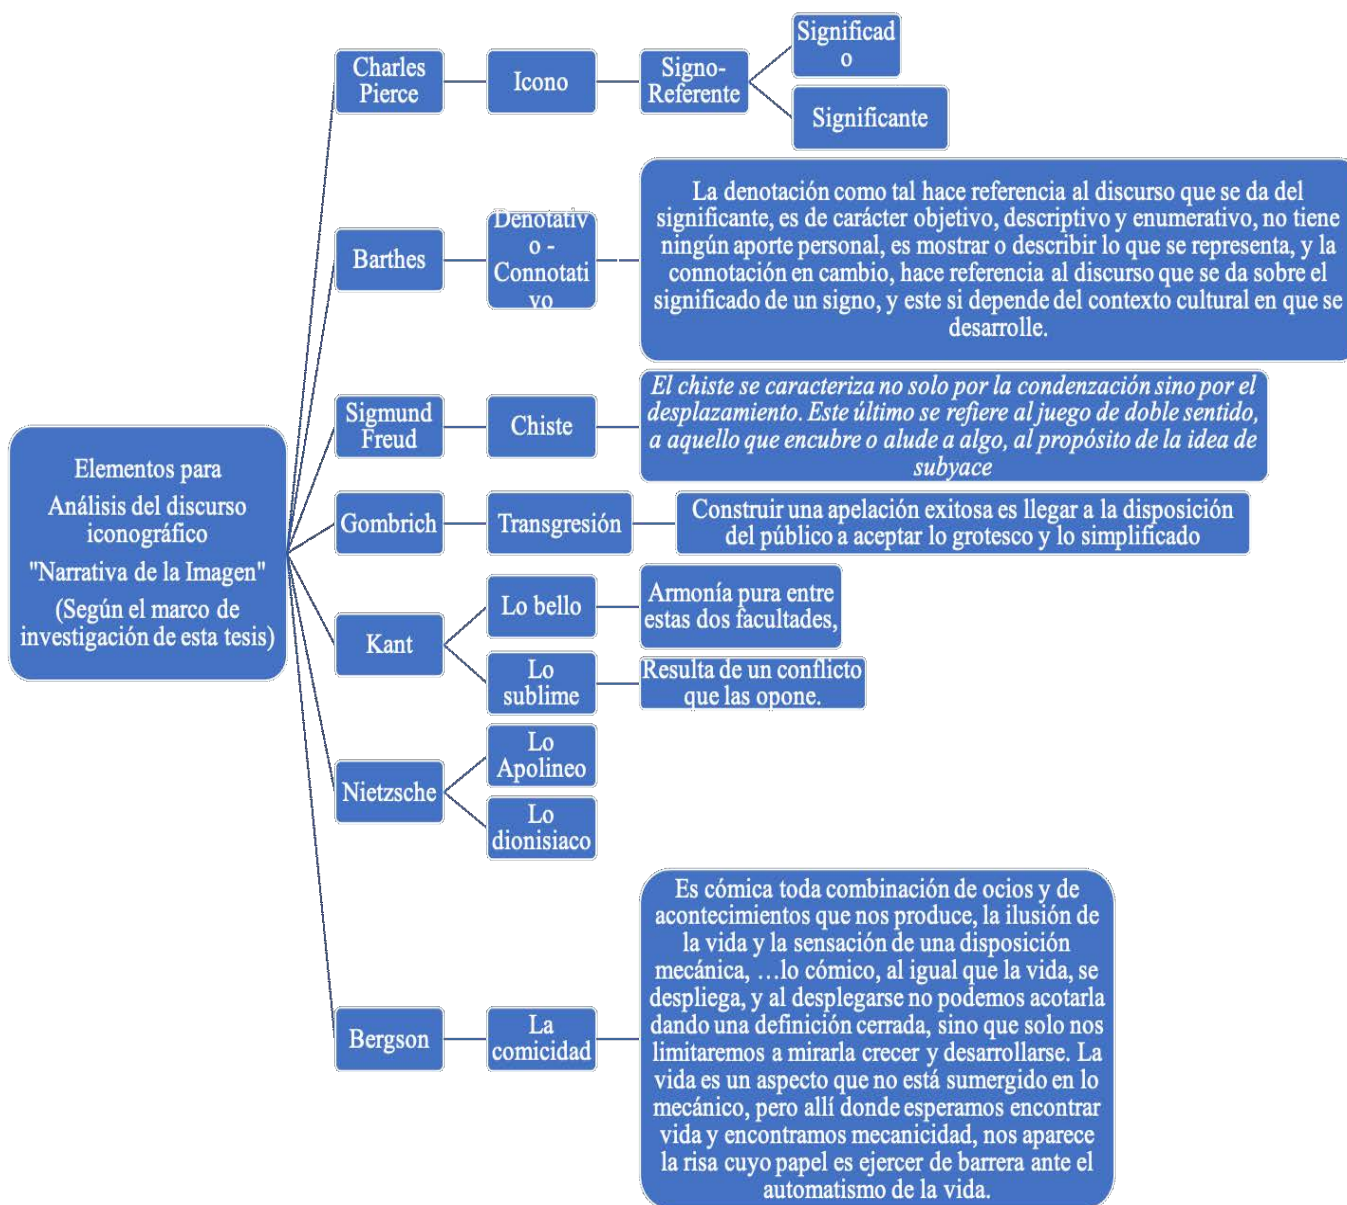 Elementos para
Análisis del discurso
iconográfico
"Narrativa de la Imagen"
(Según el marco de
investigación de esta tesis)
Charles
Pierce
Icono
Signo-
Referente
Significad
o
Significante
Barthes
Denotativ
o -
Connotati
vo
La denotación como tal hace referencia al discurso que se da del
significante, es de carácter objetivo, descriptivo y enumerativo, no tiene
ningún aporte personal, es mostrar o describir lo que se representa, y la
connotación en cambio, hace referencia al discurso que se da sobre el
significado de un signo, y este si depende del contexto cultural en que se
desarrolle.
Sigmund
Freud
Chiste
El chiste se caracteriza no solo por la condenzación sino por el
desplazamiento. Este último se refiere al juego de doble sentido,
a aquello que encubre o alude a algo, al propósito de la idea de
subyace
Gombrich
Transgresión
Construir una apelación exitosa es llegar a la disposición
del público a aceptar lo grotesco y lo simplificado
Kant
Lo bello
Armonía pura entre
estas dos facultades,
Lo
sublime
Resulta de un conflicto
que las opone.
Nietzsche
Lo
Apolineo
Lo
dionisiaco
Bergson
La
comicidad
Es cómica toda combinación de ocios y de
acontecimientos que nos produce, la ilusión de
la vida y la sensación de una disposición
mecánica, …lo cómico, al igual que la vida, se
despliega, y al desplegarse no podemos acotarla
dando una definición cerrada, sino que solo nos
limitaremos a mirarla crecer y desarrollarse. La
vida es un aspecto que no está sumergido en lo
mecánico, pero allí donde esperamos encontrar
vida y encontramos mecanicidad, nos aparece
la risa cuyo papel es ejercer de barrera ante el
automatismo de la vida.